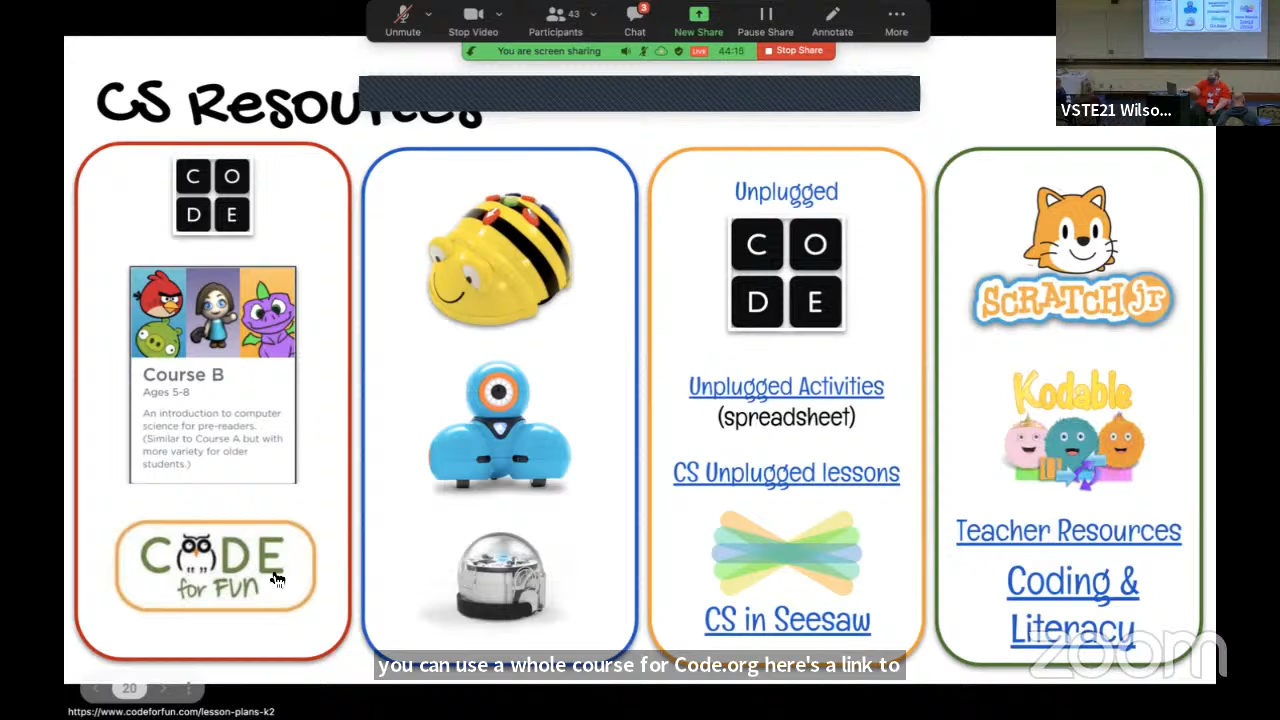 Unmute
Stop Video
43
Participants
3
Chat
New Share
Pause Share
Annotate
More
You are screen sharing
LIVE
44:18
Stop Share
VSTE21 Wilso...
CS Resources
C O
D E
Course B
Ages 5-8
An introduction to computer
science for pre-readers.
(Similar to Course A but with
more variety for older
students.)
CODE
for FUN
Unplugged
C O
D E
Unplugged Activities
(spreadsheet)
CS Unplugged lessons
CS in Seesaw
SCRATCH jr
Kodable
Teacher Resources
Coding &
Literacy
zoom
you can use a whole course for Code.org here's a link to
20
https://www.codeforfun.com/lesson-plans-k2